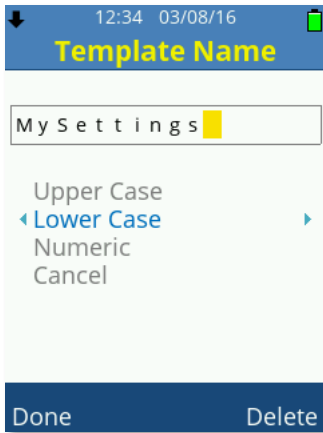 12:34 03/08/16
Template Name
MySettings
Upper Case
Lower Case
Numeric
Cancel
Done Delete